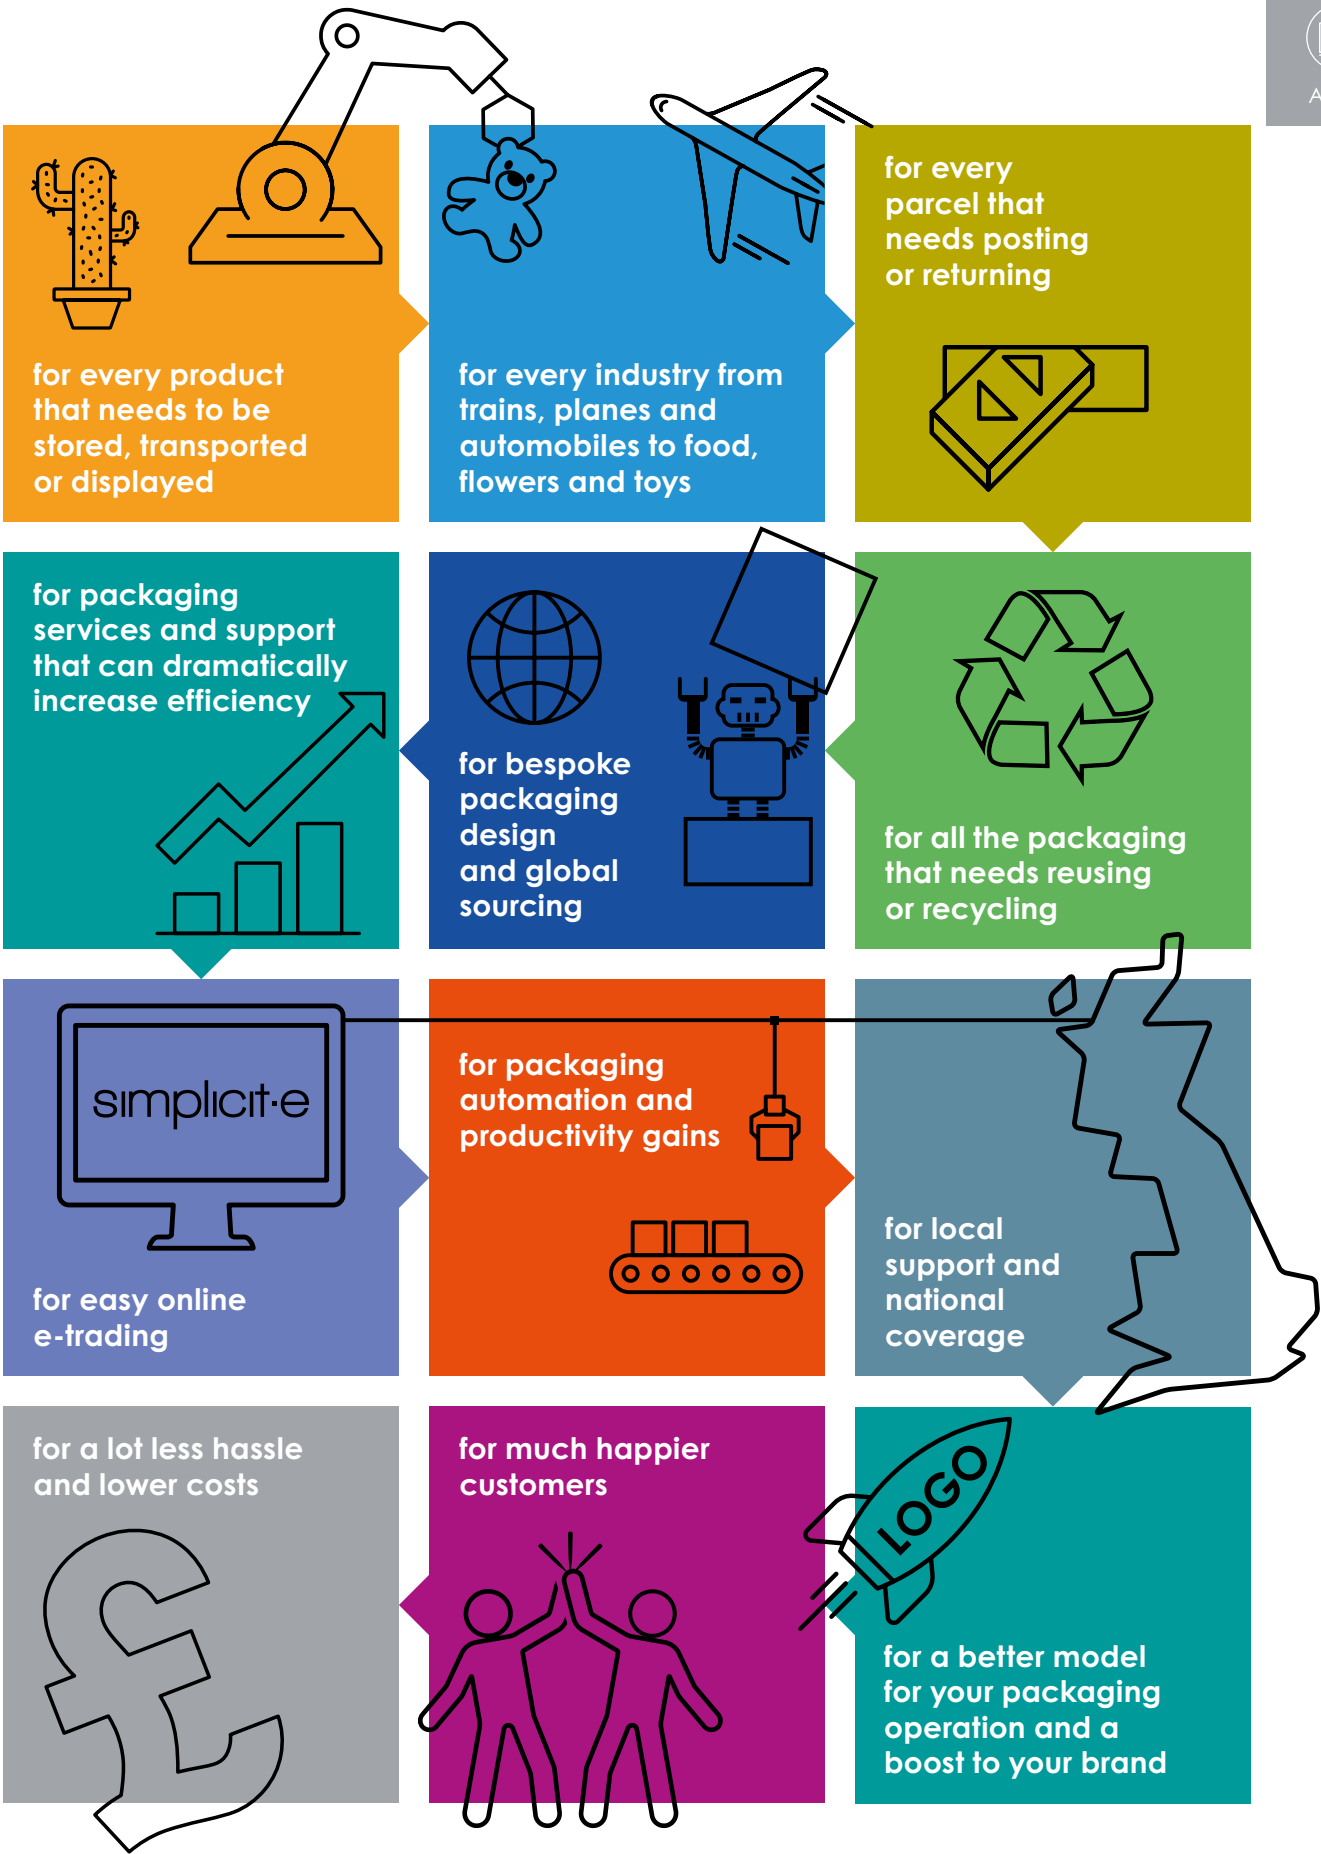 for every product
that needs to be
stored, transported
or displayed
for every industry from
trains, planes and
automobiles to food,
flowers and toys
for every
parcel that
needs posting
or returning
for all the packaging
that needs reusing
or recycling
for bespoke
packaging
design
and global
sourcing
for packaging
services and support
that can dramatically
increase efficiency
simplicit·e
for easy online
e-trading
for packaging
automation and
productivity gains
for local
support and
national
coverage
LOGO
for a better model
for your packaging
operation and a
boost to your brand
for much happier
customers
for a lot less hassle
and lower costs